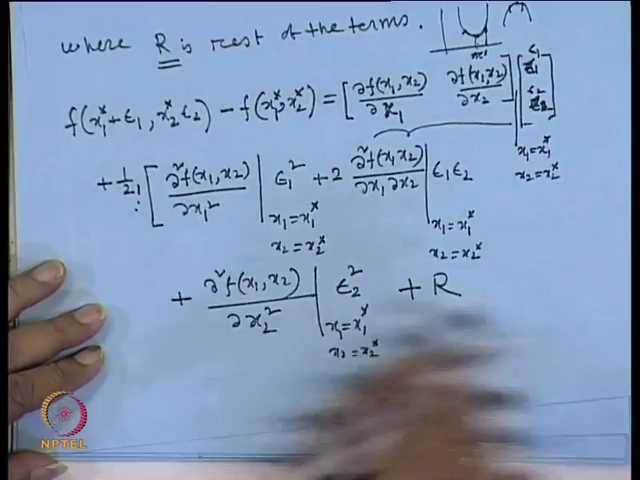 where R is rest of the terms.
f(x₁*+ε₁, x₂* ε₂) − f(x₁*, x₂*) = [∂f(x₁,x₂)/∂x₁ ∂f(x₁,x₂)/∂x₂] [ε₁ ε₂] | x₁=x₁* x₂=x₂*
+ 1/2! [ ∂²f(x₁,x₂)/∂x₁² | x₁=x₁* x₂=x₂* ε₁² + 2 ∂²f(x₁x₂)/∂x₁∂x₂ | x₁=x₁* x₂=x₂* ε₁ε₂
+ ∂²f(x₁,x₂)/∂x₂² | x₁=x₁* x₂=x₂* ε₂² + R
NPTEL